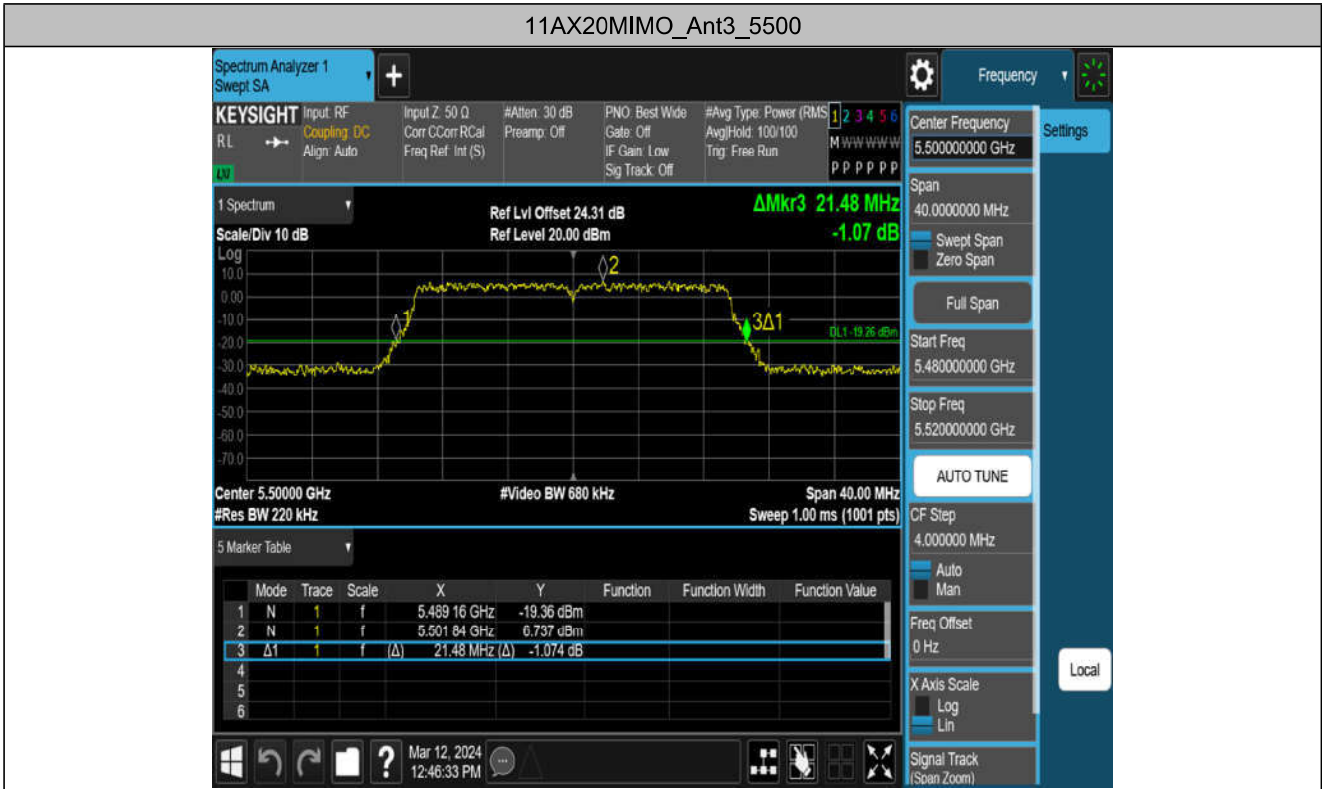 11AX20MIMO_Ant3_5500
Spectrum Analyzer 1
Swept SA
+
Frequency
KEYSIGHT
RL
LXI
Input: RF
Coupling: DC
Align: Auto
Input Z: 50 Ω
Corr CCorr RCal
Freq Ref: Int (S)
#Atten: 30 dB
Preamp: Off
PNO: Best Wide
Gate: Off
IF Gain: Low
Sig Track: Off
#Avg Type: Power (RMS
Avg|Hold: 100/100
Trig: Free Run
1 2 3 4 5 6
M W W W W W
P P P P P P
Center Frequency
5.500000000 GHz
Settings
1 Spectrum
Scale/Div 10 dB
Ref Lvl Offset 24.31 dB
Ref Level 20.00 dBm
ΔMkr3 21.48 MHz
-1.07 dB
Log
10.0
0.00
-10.0
-20.0
-30.0
-40.0
-50.0
-60.0
-70.0
1
2
3Δ1
DL1 -19.26 dBm
Center 5.50000 GHz
#Res BW 220 kHz
#Video BW 680 kHz
Span 40.00 MHz
Sweep 1.00 ms (1001 pts)
Span
40.0000000 MHz
Swept Span
Zero Span
Full Span
Start Freq
5.480000000 GHz
Stop Freq
5.520000000 GHz
AUTO TUNE
CF Step
4.000000 MHz
Auto
Man
Freq Offset
0 Hz
X Axis Scale
Log
Lin
Signal Track
(Span Zoom)
Local
5 Marker Table
Mode Trace Scale X Y Function Function Width Function Value
1 N 1 f 5.489 16 GHz -19.36 dBm
2 N 1 f 5.501 84 GHz 6.737 dBm
3 Δ1 1 f (Δ) 21.48 MHz (Δ) -1.074 dB
4
5
6
?
Mar 12, 2024
12:46:33 PM